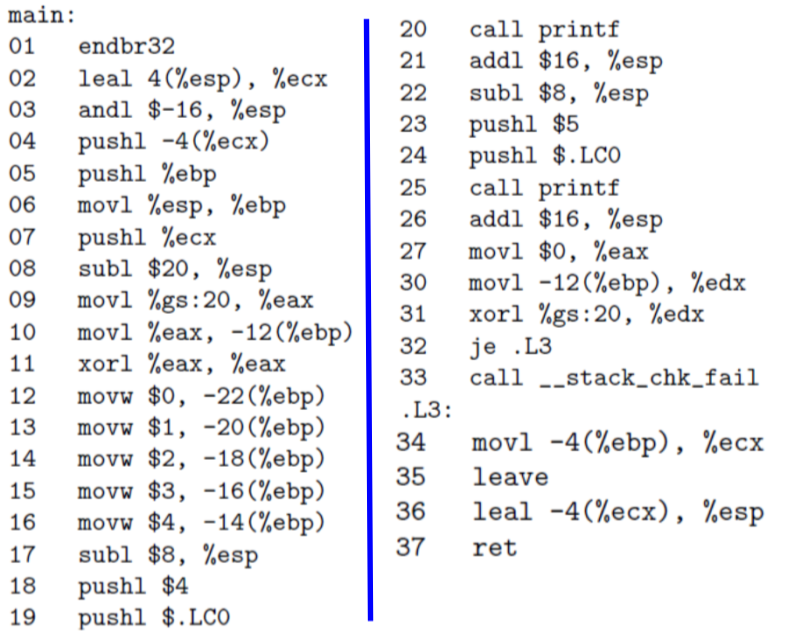 main:
01 endbr32
02 leal 4(%esp), %ecx
03 andl $-16, %esp
04 pushl -4(%ecx)
05 pushl %ebp
06 movl %esp, %ebp
07 pushl %ecx
08 subl $20, %esp
09 movl %gs:20, %eax
10 movl %eax, -12(%ebp)
11 xorl %eax, %eax
12 movw $0, -22(%ebp)
13 movw $1, -20(%ebp)
14 movw $2, -18(%ebp)
15 movw $3, -16(%ebp)
16 movw $4, -14(%ebp)
17 subl $8, %esp
18 pushl $4
19 pushl $.LC0
20 call printf
21 addl $16, %esp
22 subl $8, %esp
23 pushl $5
24 pushl $.LC0
25 call printf
26 addl $16, %esp
27 movl $0, %eax
30 movl -12(%ebp), %edx
31 xorl %gs:20, %edx
32 je .L3
33 call __stack_chk_fail
.L3:
34 movl -4(%ebp), %ecx
35 leave
36 leal -4(%ecx), %esp
37 ret